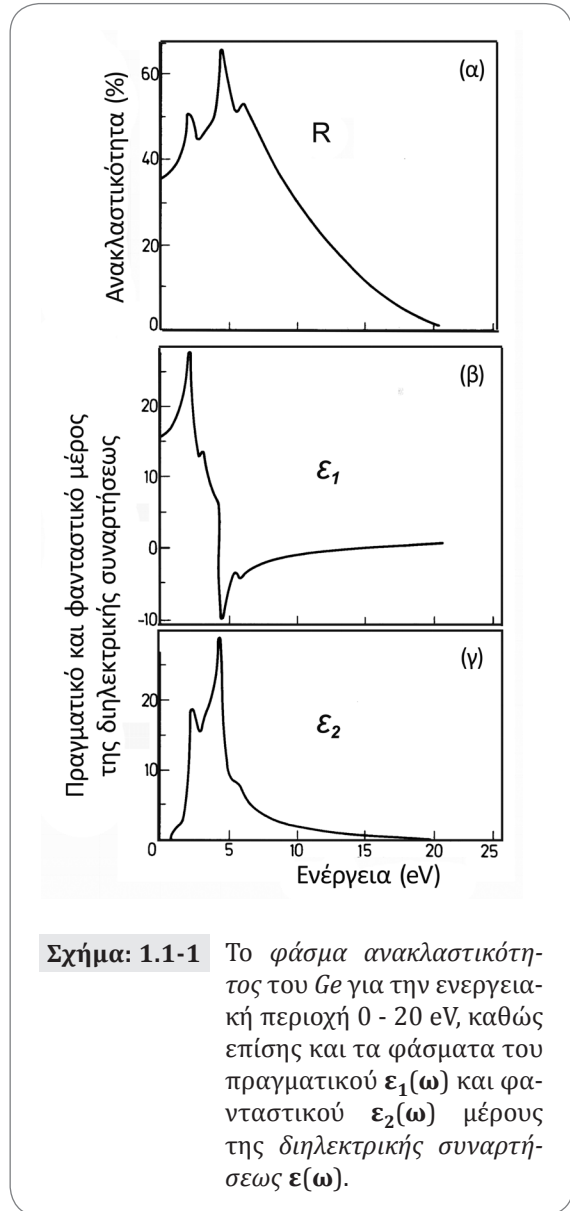 (α)
60
40
20
0
Ανακλαστικότητα (%)
R
(β)
20
10
0
-10
ε₁
Πραγματικό και φανταστικό μέρος
της διηλεκτρικής συναρτήσεως
(γ)
20
10
ε₂
0 5 10 15 20 25
Ενέργεια (eV)
Σχήμα: 1.1-1 Το φάσμα ανακλαστικότη-
τος του Ge για την ενεργεια-
κή περιοχή 0 - 20 eV, καθώς
επίσης και τα φάσματα του
πραγματικού ε₁(ω) και φα-
νταστικού ε₂(ω) μέρους
της διηλεκτρικής συναρτή-
σεως ε(ω).